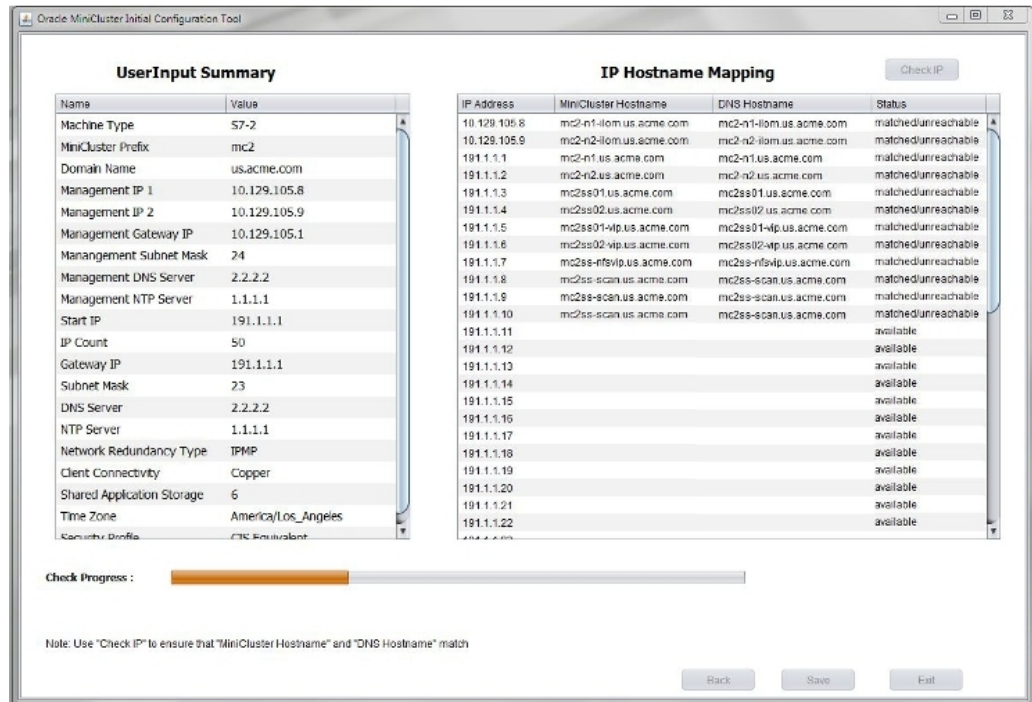 Oracle MiniCluster Initial Configuration Tool
UserInput Summary
Name Value
Machine Type S7-2
MiniCluster Prefix mc2
Domain Name us.acme.com
Management IP 1 10.129.105.8
Management IP 2 10.129.105.9
Management Gateway IP 10.129.105.1
Manangement Subnet Mask 24
Management DNS Server 2.2.2.2
Management NTP Server 1.1.1.1
Start IP 191.1.1.1
IP Count 50
Gateway IP 191.1.1.1
Subnet Mask 23
DNS Server 2.2.2.2
NTP Server 1.1.1.1
Network Redundancy Type IPMP
Client Connectivity Copper
Shared Application Storage 6
Time Zone America/Los_Angeles
Security Profile CIS Equivalent
IP Hostname Mapping
Check IP
IP Address MiniCluster Hostname DNS Hostname Status
10.129.105.8 mc2-n1-ilom.us.acme.com mc2-n1-ilom.us.acme.com matched/unreachable
10.129.105.9 mc2-n2-ilom.us.acme.com mc2-n2-ilom.us.acme.com matched/unreachable
191.1.1.1 mc2-n1.us.acme.com mc2-n1.us.acme.com matched/unreachable
191.1.1.2 mc2-n2.us.acme.com mc2-n2.us.acme.com matched/unreachable
191.1.1.3 mc2ss01.us.acme.com mc2ss01.us.acme.com matched/unreachable
191.1.1.4 mc2ss02.us.acme.com mc2ss02.us.acme.com matched/unreachable
191.1.1.5 mc2ss01-vip.us.acme.com mc2ss01-vip.us.acme.com matched/unreachable
191.1.1.6 mc2ss02-vip.us.acme.com mc2ss02-vip.us.acme.com matched/unreachable
191.1.1.7 mc2ss-nfsvip.us.acme.com mc2ss-nfsvip.us.acme.com matched/unreachable
191.1.1.8 mc2ss-scan.us.acme.com mc2ss-scan.us.acme.com matched/unreachable
191.1.1.9 mc2ss-scan.us.acme.com mc2ss-scan.us.acme.com matched/unreachable
191.1.1.10 mc2ss-scan.us.acme.com mc2ss-scan.us.acme.com matched/unreachable
191.1.1.11 available
191.1.1.12 available
191.1.1.13 available
191.1.1.14 available
191.1.1.15 available
191.1.1.16 available
191.1.1.17 available
191.1.1.18 available
191.1.1.19 available
191.1.1.20 available
191.1.1.21 available
191.1.1.22 available
Check Progress :
Note: Use "Check IP" to ensure that "MiniCluster Hostname" and "DNS Hostname" match
Back Save Exit